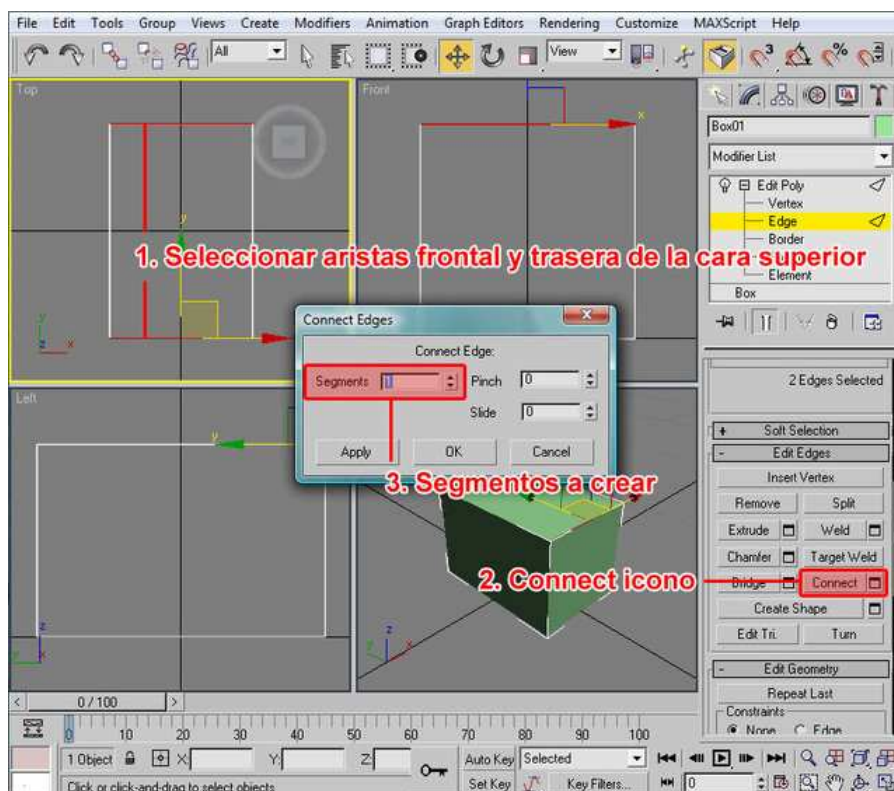 File Edit Tools Group Views Create Modifiers Animation Graph Editors Rendering Customize MAXScript Help
All
View
Top
Front
Box01
Modifier List
Edit Poly
Vertex
Edge
Border
1. Seleccionar aristas frontal y trasera de la cara superior
Element
Box
Connect Edges
Connect Edge:
Segments 1 Pinch 0
Slide 0
Apply OK Cancel
3. Segmentos a crear
2 Edges Selected
+ Soft Selection
- Edit Edges
Insert Vertex
Remove Split
Extrude Weld
Chamfer Target Weld
2. Connect icono
Bridge Connect
Create Shape
Edit Tri. Turn
- Edit Geometry
Repeat Last
Constraints
None Edge
Left
y
x
z
0 / 100
0 10 20 30 40 50 60 70 80 90 100
1 Object X: Y: Z: Auto Key Selected
Click or click-and-drag to select objects Set Key Key Filters... 0